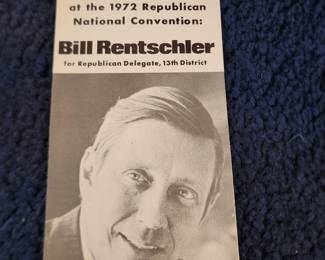 at the 1972 Republican
National Convention:
Bill Rentschler
for Republican Delegate, 13th District